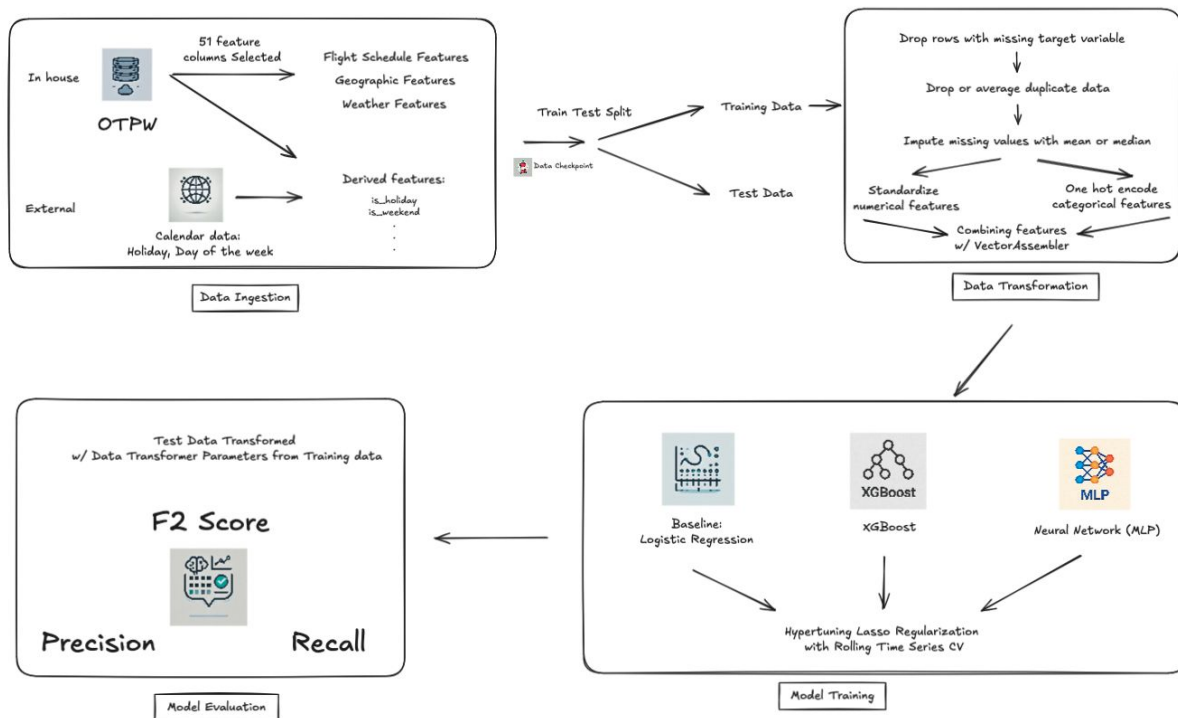 In house
OTPW
51 feature
columns Selected
Flight Schedule Features
Geographic Features
Weather Features
External
Calendar data:
Holiday, Day of the week
Derived features:
is_holiday
is_weekend
.
.
.
Data Ingestion
Train Test Split
Data Checkpoint
Training Data
Test Data
Drop rows with missing target variable
Drop or average duplicate data
Impute missing values with mean or median
Standardize
numerical features
One hot encode
categorical features
Combining features
w/ VectorAssembler
Data Transformation
Baseline:
Logistic Regression
XGBoost
XGBoost
MLP
Neural Network (MLP)
Hypertuning Lasso Regularization
with Rolling Time Series CV
Model Training
Test Data Transformed
w/ Data Transformer Parameters from Training data
F2 Score
Precision
Recall
Model Evaluation